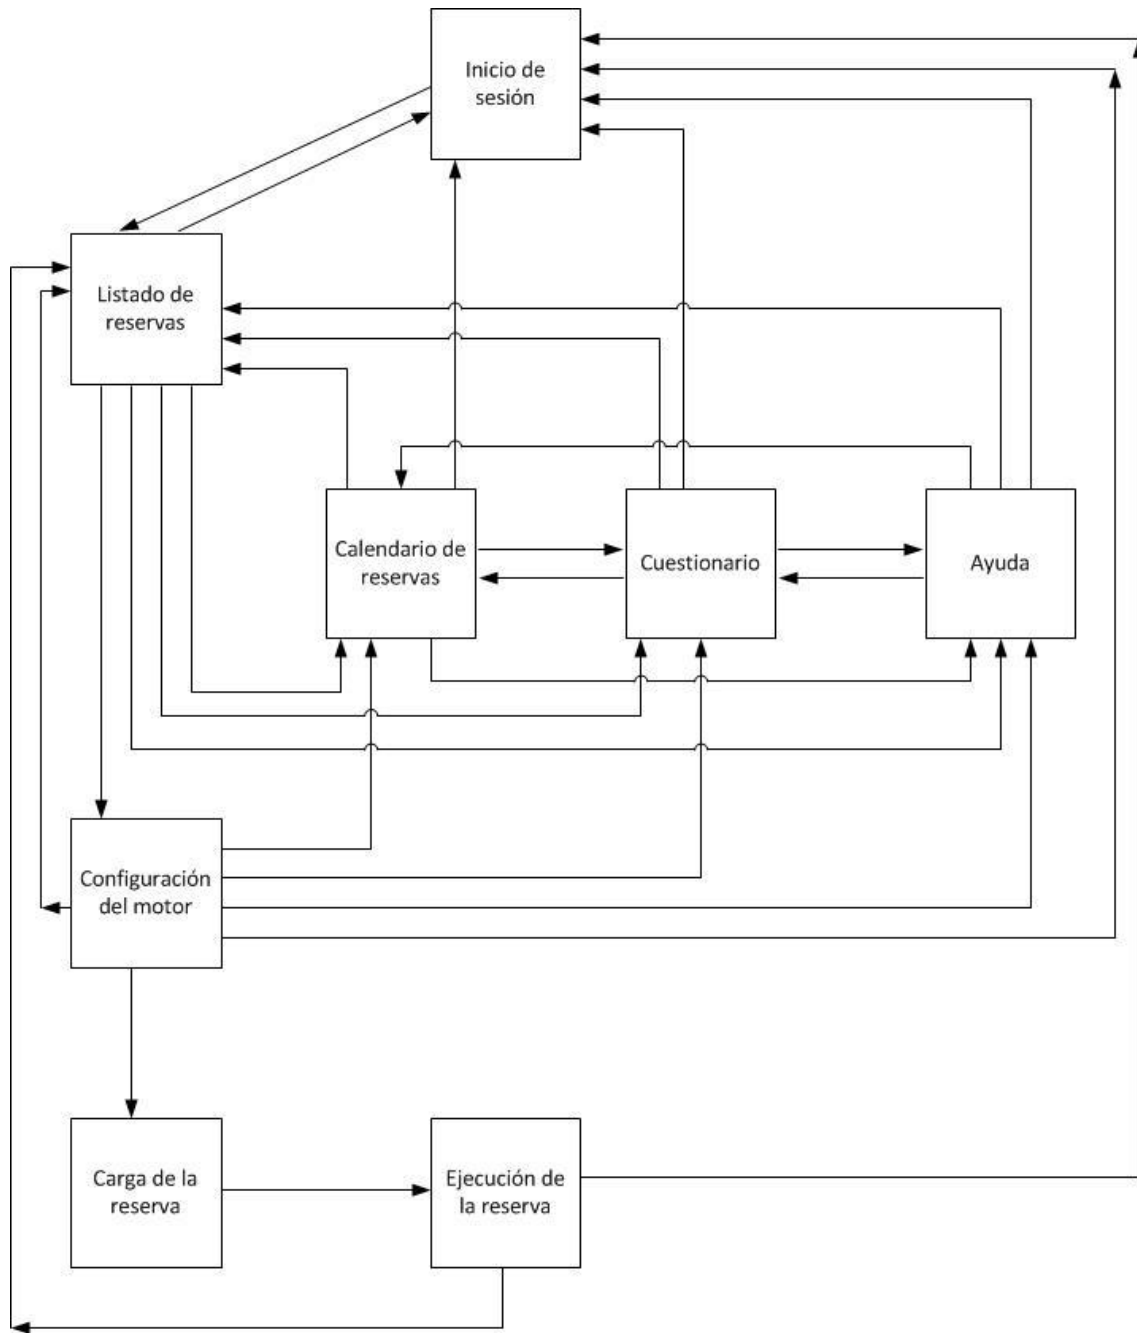 Inicio de
sesión
Listado de
reservas
Calendario de
reservas
Cuestionario
Ayuda
Configuración
del motor
Carga de la
reserva
Ejecución de
la reserva